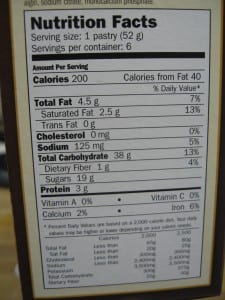 algin, sodium citrate, monocalcium phosphate.
Nutrition Facts
Serving size: 1 pastry (52 g)
Servings per container: 6
Amount Per Serving
Calories 200 Calories from Fat 40
% Daily Value*
Total Fat 4.5 g 7%
Saturated Fat 2.5 g 13%
Trans Fat 0 g
Cholesterol 0 mg 0%
Sodium 125 mg 5%
Total Carbohydrate 38 g 13%
Dietary Fiber 1 g 4%
Sugars 19 g
Protein 3 g
Vitamin A 0% • Vitamin C 0%
Calcium 2% • Iron 6%
* Percent Daily Values are based on a 2,000 calorie diet. Your daily
values may be higher or lower depending on your calorie needs.
Calories 2,000 2,500
Total Fat Less than 65g 80g
Sat Fat Less than 20g 25g
Cholesterol Less than 300mg 300mg
Sodium Less than 2,400mg 2,400mg
Potassium 3,500mg 3,500mg
Total Carbohydrate 300g 375g
Dietary Fiber